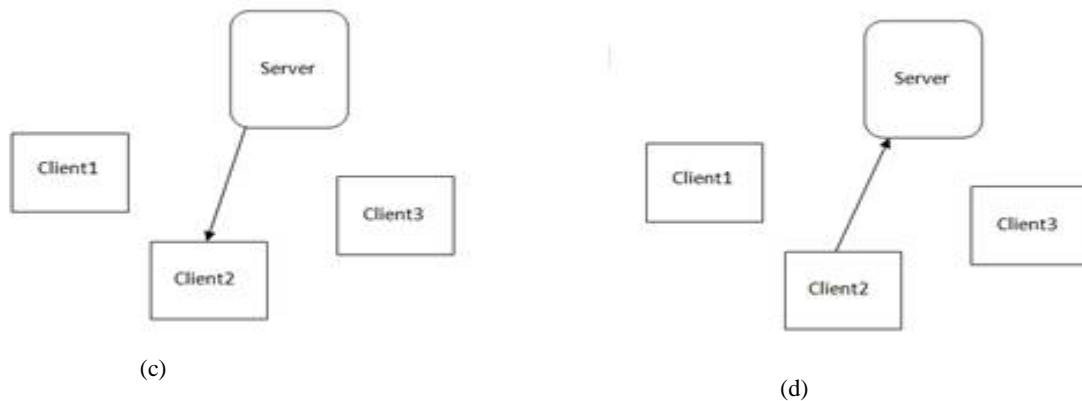 Server
Client1
Client3
Client2
(c)
Server
Client1
Client3
Client2
(d)